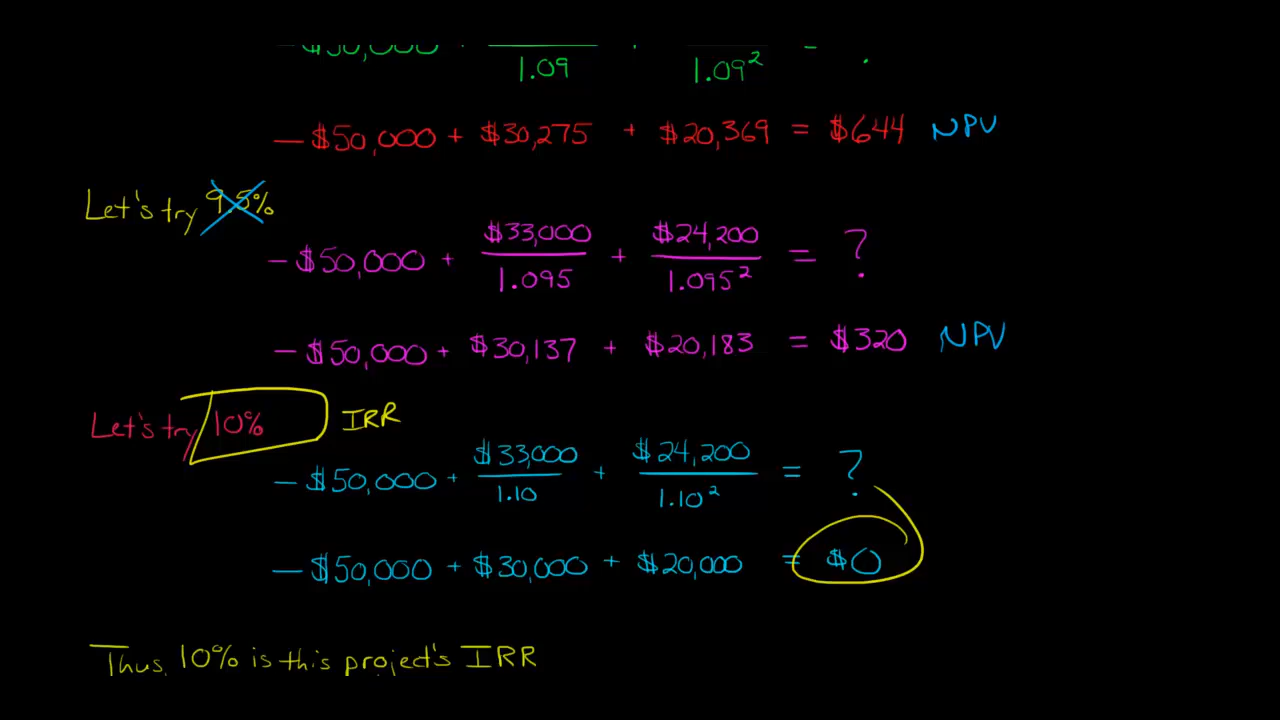 1.09 1.09²
-$50,000 + $30,275 + $20,369 = $644 NPV
Let's try 9.5%
$33,000 $24,200
-$50,000 + + = ?
1.095 1.095²
-$50,000 + $30,137 + $20,183 = $320 NPV
Let's try 10% IRR
$33,000 $24,200
-$50,000 + + = ?
1.10 1.10²
-$50,000 + $30,000 + $20,000 = $0
Thus, 10% is this project's IRR